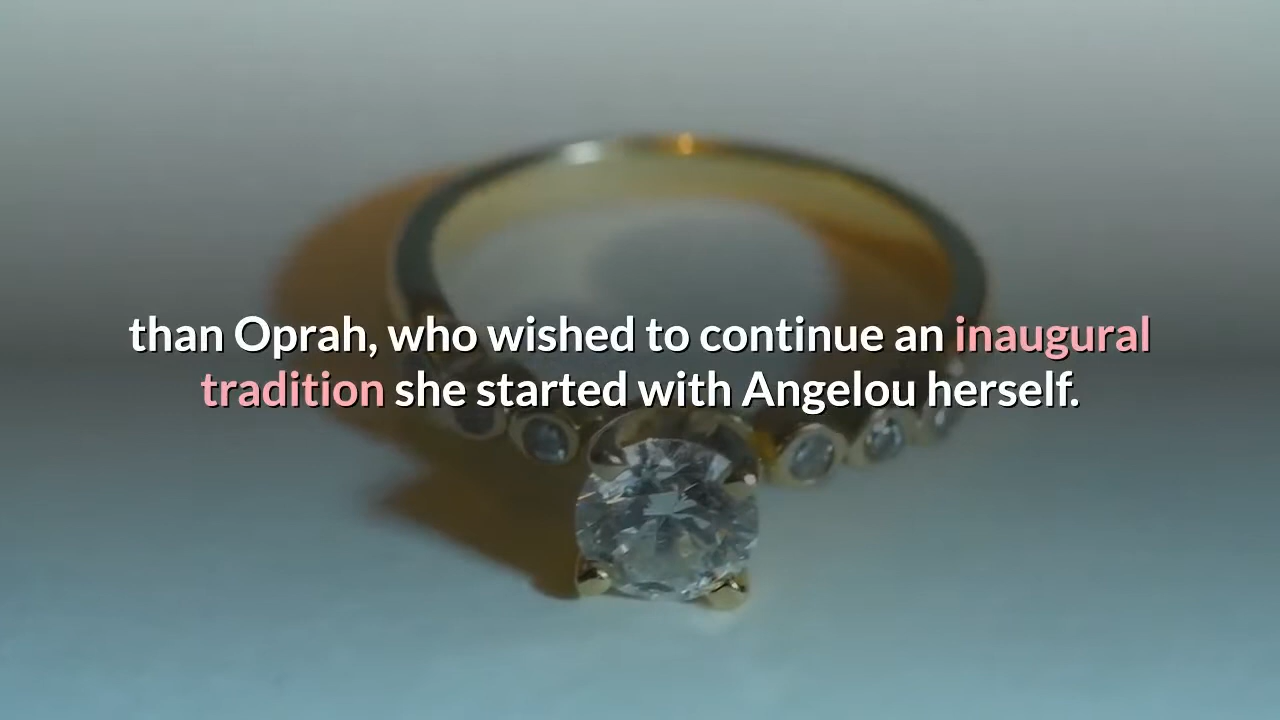 than Oprah, who wished to continue an inaugural
tradition she started with Angelou herself.